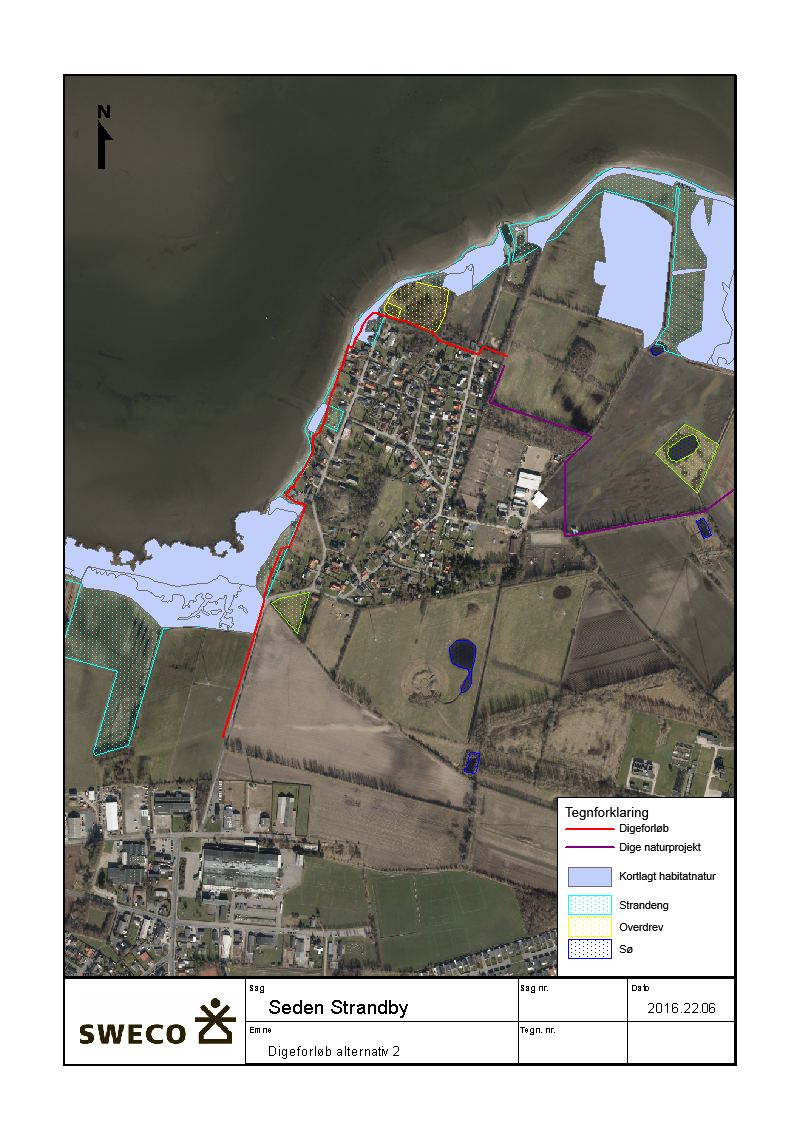 N
Tegnforklaring
Digeforløb
Dige naturprojekt
Kortlagt habitatnatur
Strandeng
Overdrev
Sø
SWECO
Sag
Seden Strandby
Sag nr.
Dato
2016.22.06
Emne
Digeforløb alternativ 2
Tegn. nr.